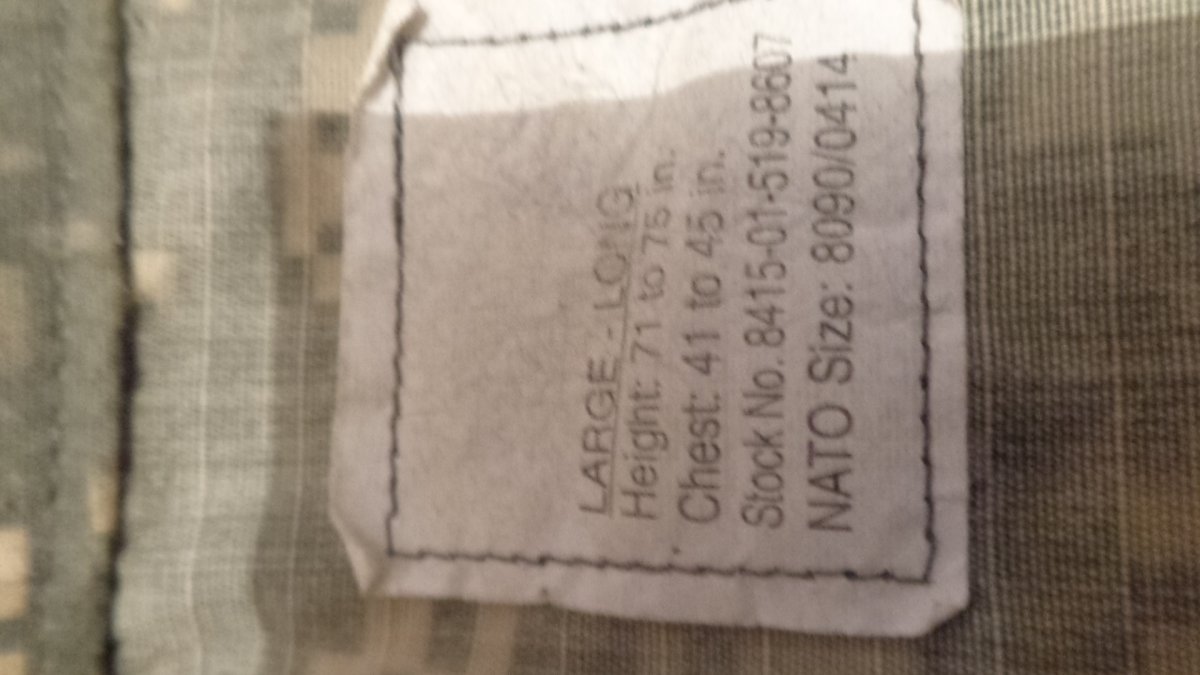 LARGE - LONG
Height: 71 to 75 in.
Chest: 41 to 45 in.
Stock No. 8415-01-519-8607
NATO Size: 8090/0414